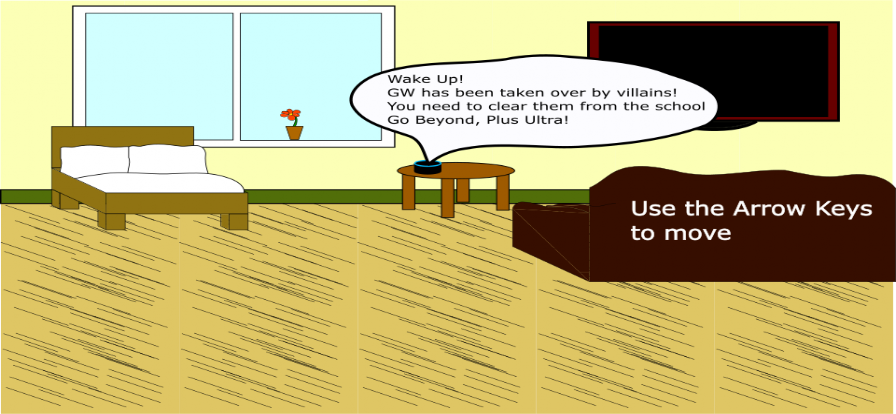 Wake Up!
GW has been taken over by villains!
You need to clear them from the school
Go Beyond, Plus Ultra!
Use the Arrow Keys
to move